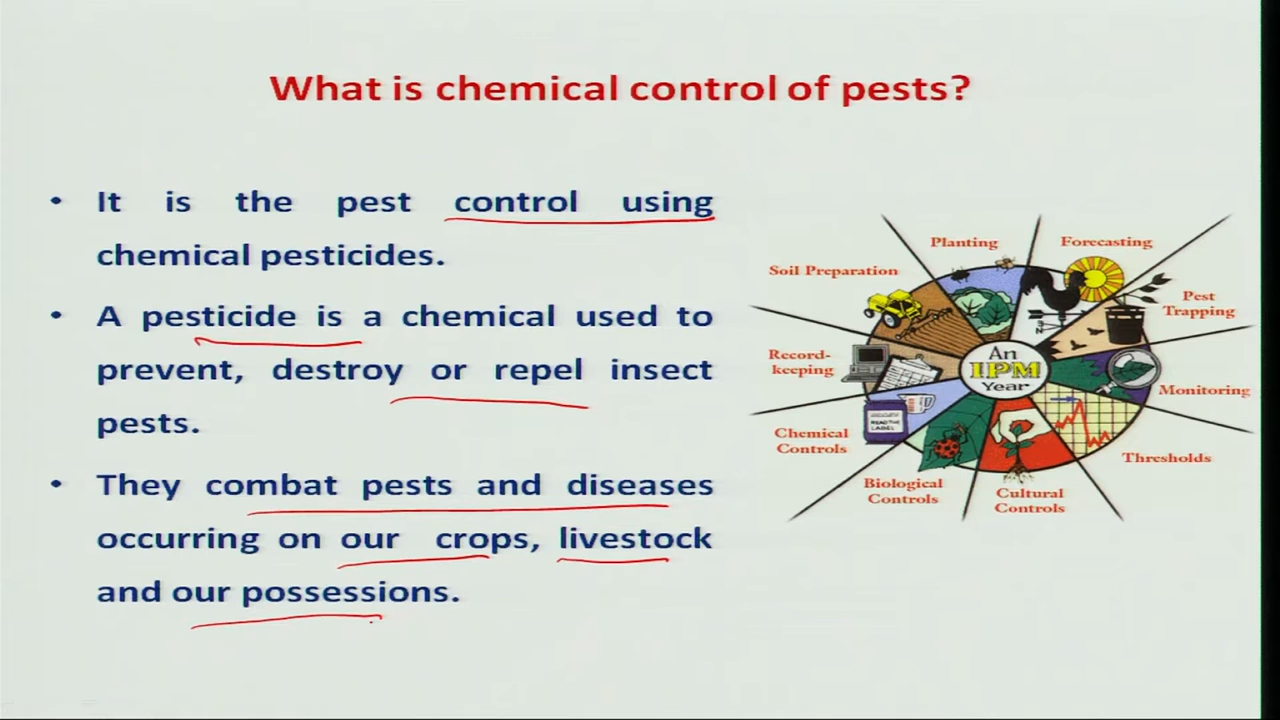 What is chemical control of pests?
• It is the pest control using
chemical pesticides.
• A pesticide is a chemical used to
prevent, destroy or repel insect
pests.
• They combat pests and diseases
occurring on our crops, livestock
and our possessions.
Planting
Forecasting
Soil Preparation
Pest
Trapping
Record-
keeping
An
IPM
Year
Monitoring
Chemical
Controls
READ THE
LABEL
Thresholds
Biological
Controls
Cultural
Controls